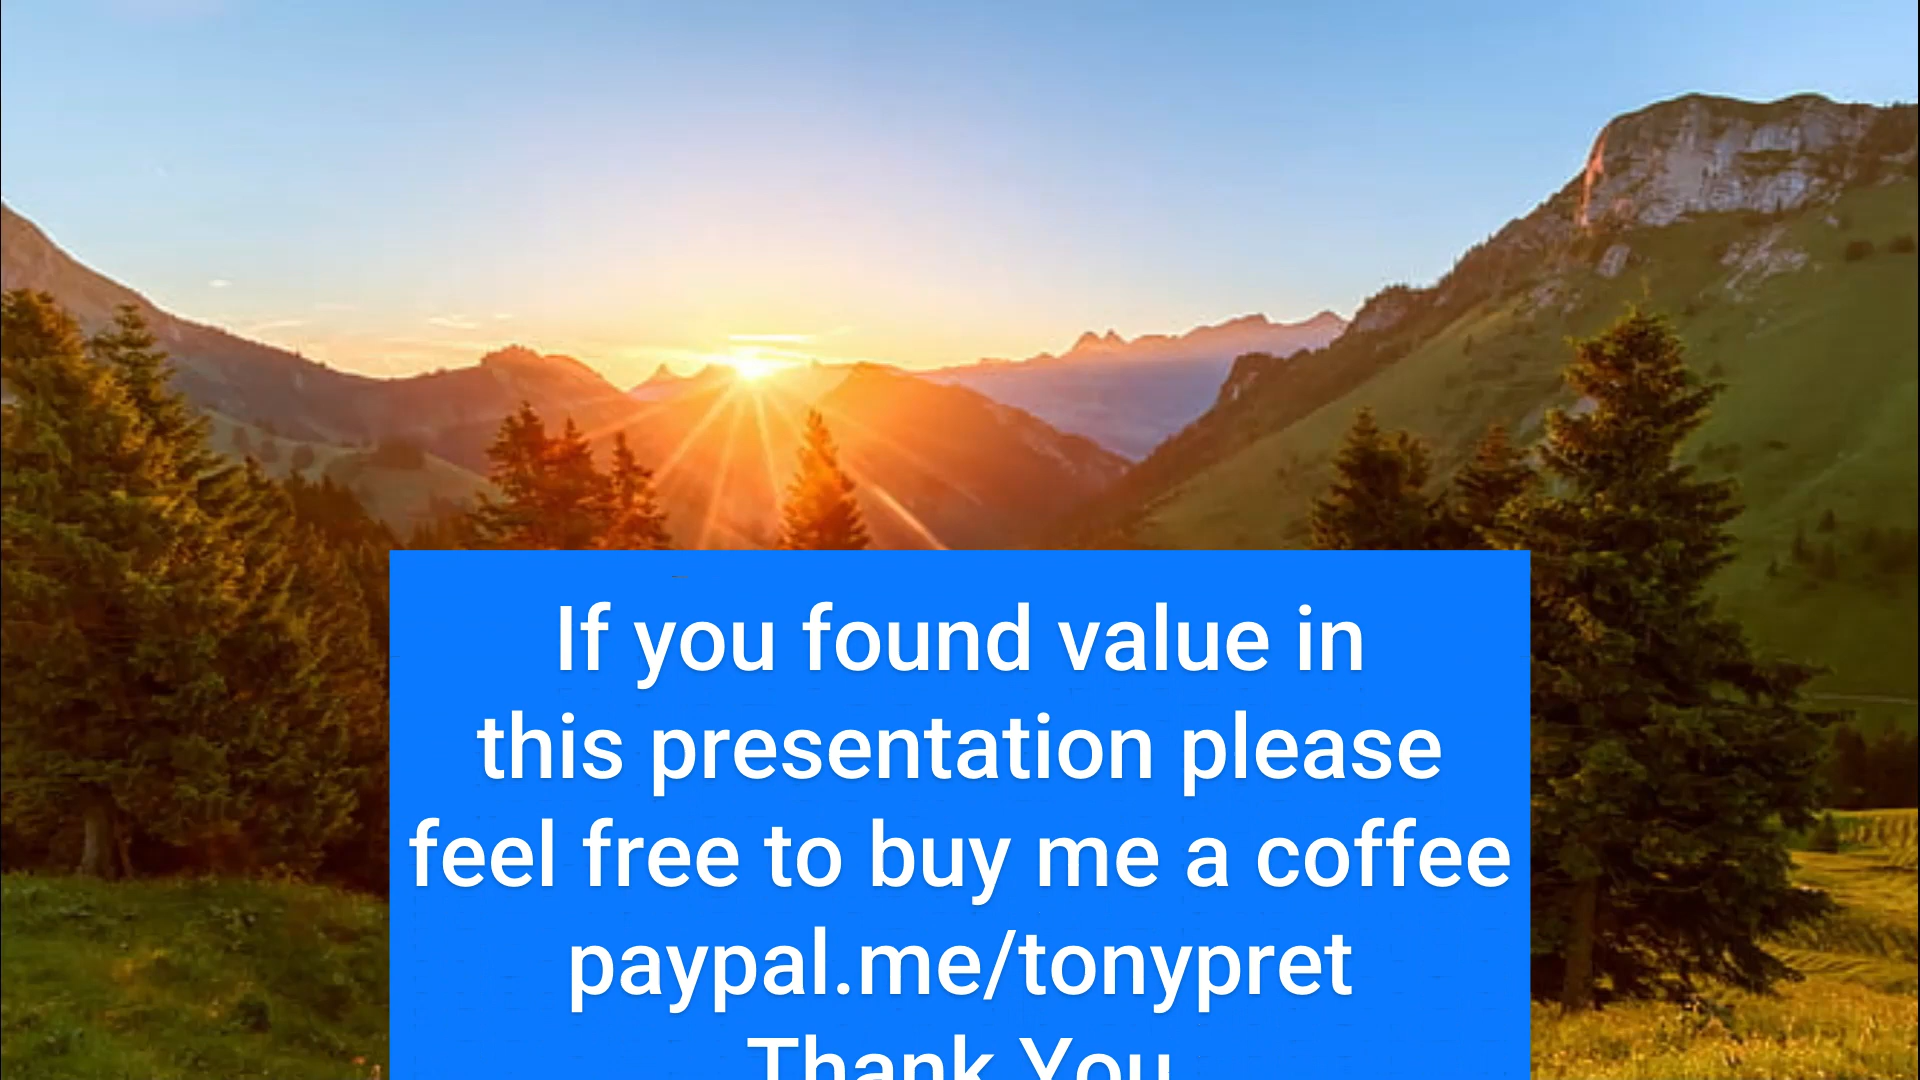 If you found value in
this presentation please
feel free to buy me a coffee
paypal.me/tonypret
Thank You